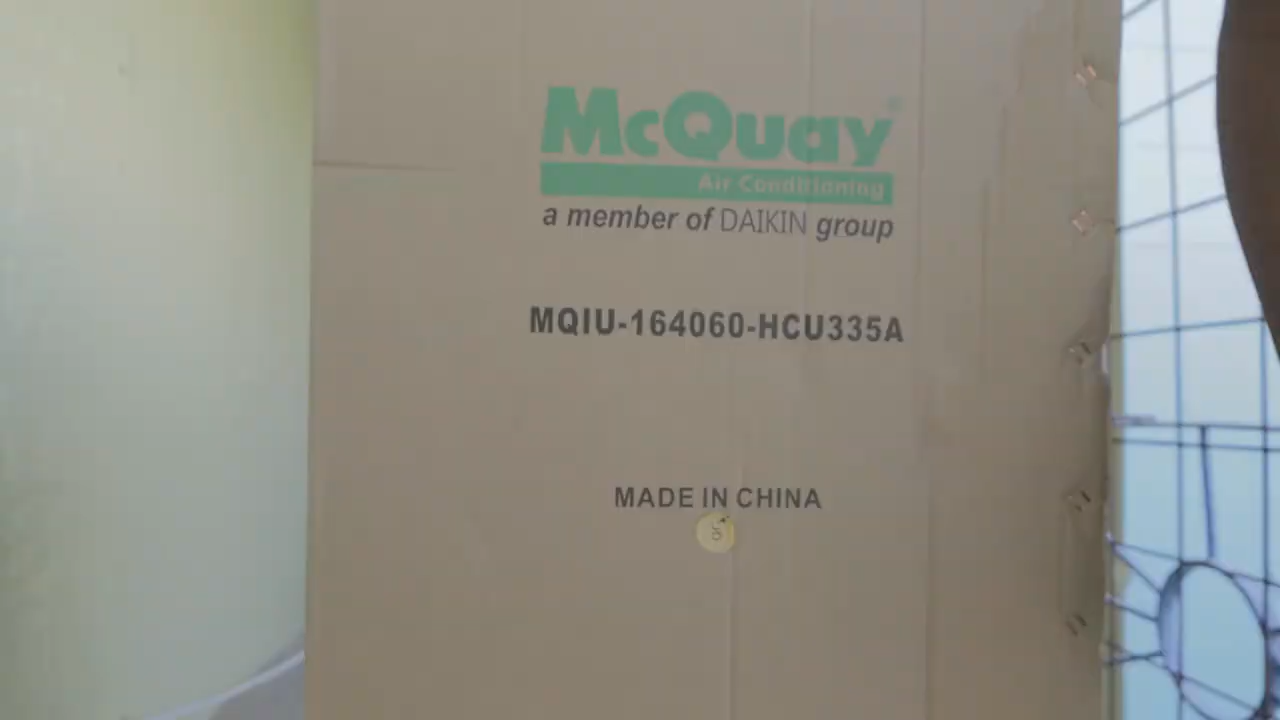 McQuay
Air Conditioning
a member of DAIKIN group
MQIU-164060-HCU335A
MADE IN CHINA